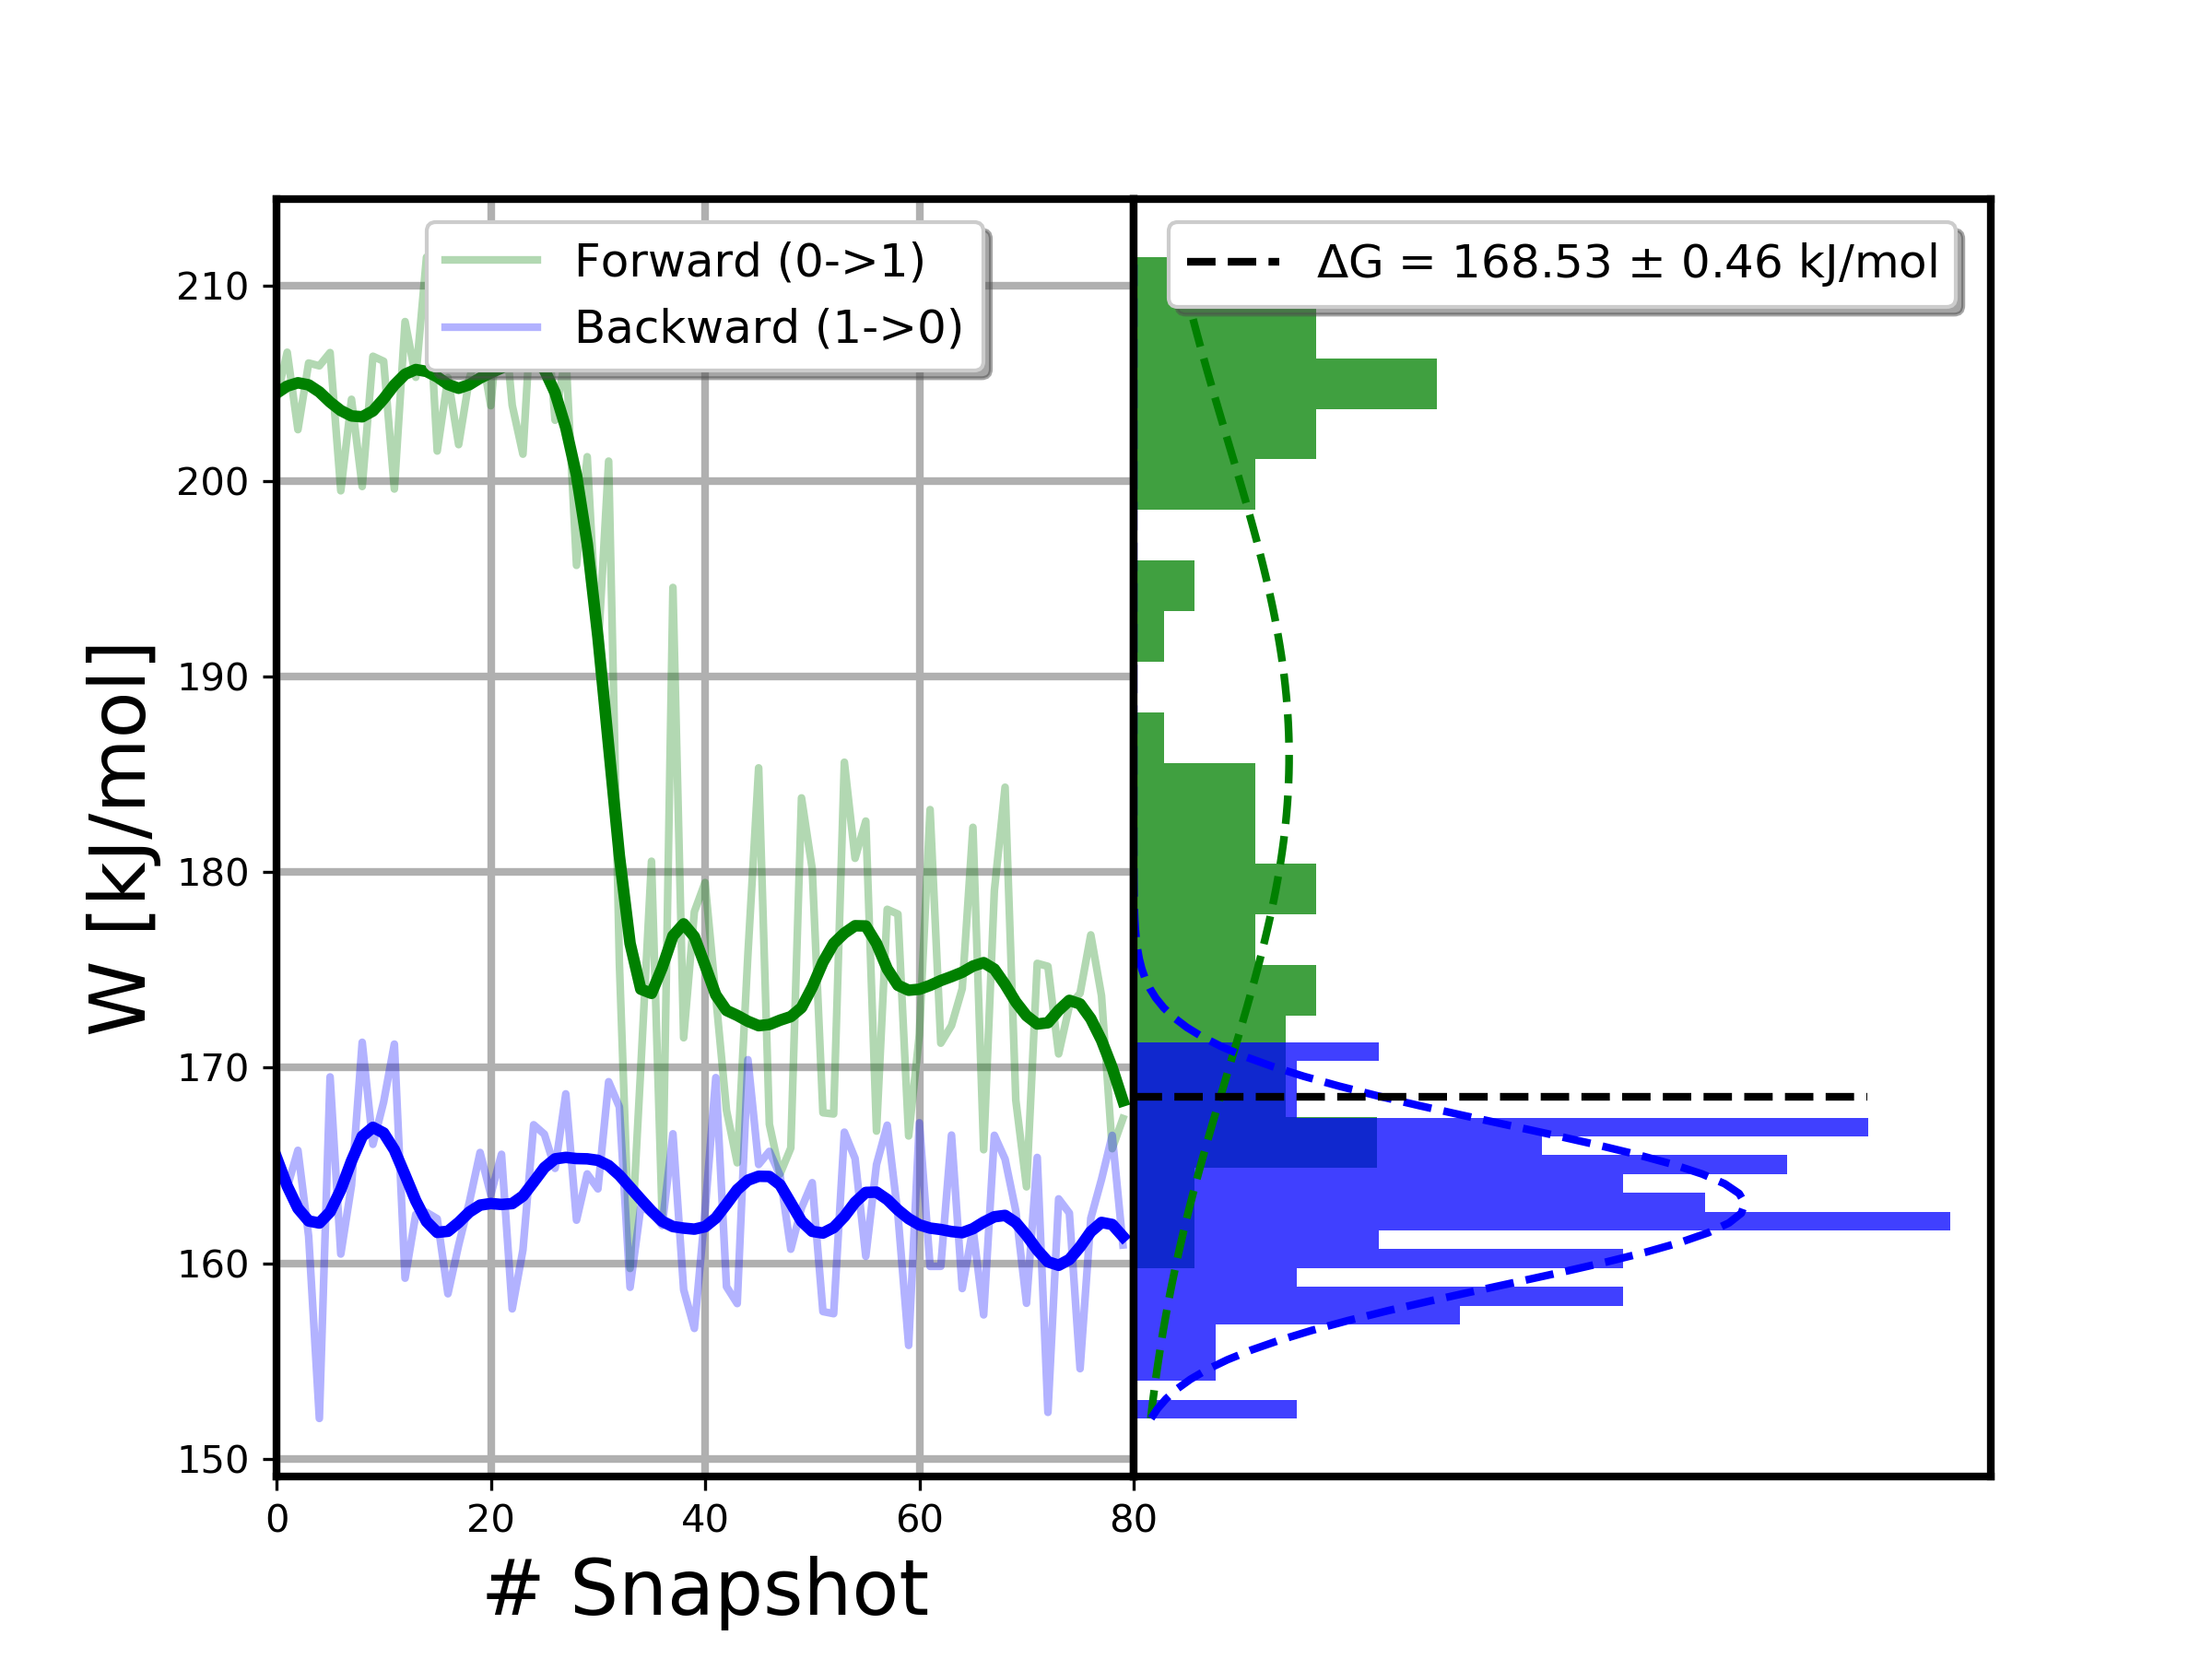 Forward (0->1)
Backward (1->0)
ΔG = 168.53 ± 0.46 kJ/mol
W [kJ/mol]
210
200
190
180
170
160
150
0 20 40 60 80
# Snapshot